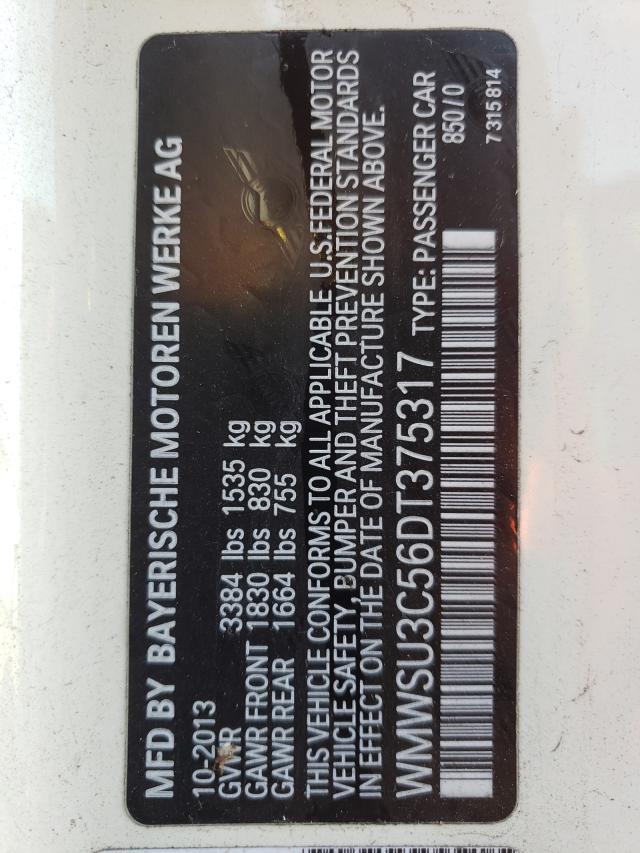 MFD BY BAYERISCHE MOTOREN WERKE AG
10-2013
GVWR 3384 lbs 1535 kg
GAWR FRONT 1830 lbs 830 kg
GAWR REAR 1664 lbs 755 kg
THIS VEHICLE CONFORMS TO ALL APPLICABLE U.S.FEDERAL MOTOR
VEHICLE SAFETY, BUMPER AND THEFT PREVENTION STANDARDS
IN EFFECT ON THE DATE OF MANUFACTURE SHOWN ABOVE.
WMWSU3C56DT375317 TYPE: PASSENGER CAR
850/0
7315814